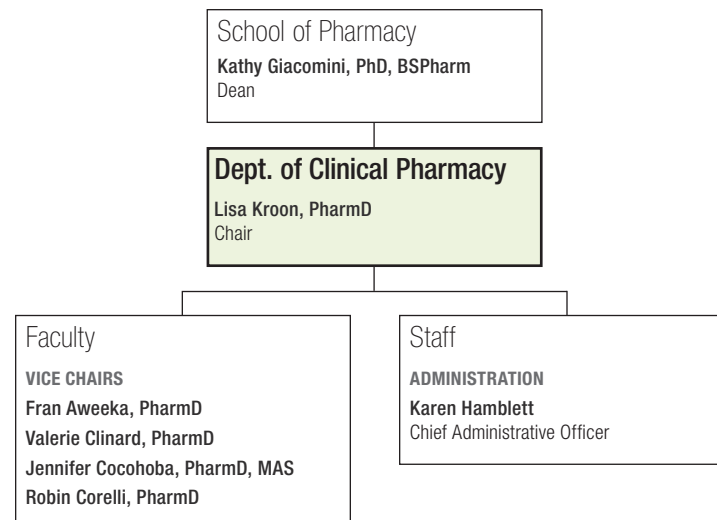 School of Pharmacy
Kathy Giacomini, PhD, BSPharm
Dean
Dept. of Clinical Pharmacy
Lisa Kroon, PharmD
Chair
Faculty
VICE CHAIRS
Fran Aweeka, PharmD
Valerie Clinard, PharmD
Jennifer Cocohoba, PharmD, MAS
Robin Corelli, PharmD
Staff
ADMINISTRATION
Karen Hamblett
Chief Administrative Officer